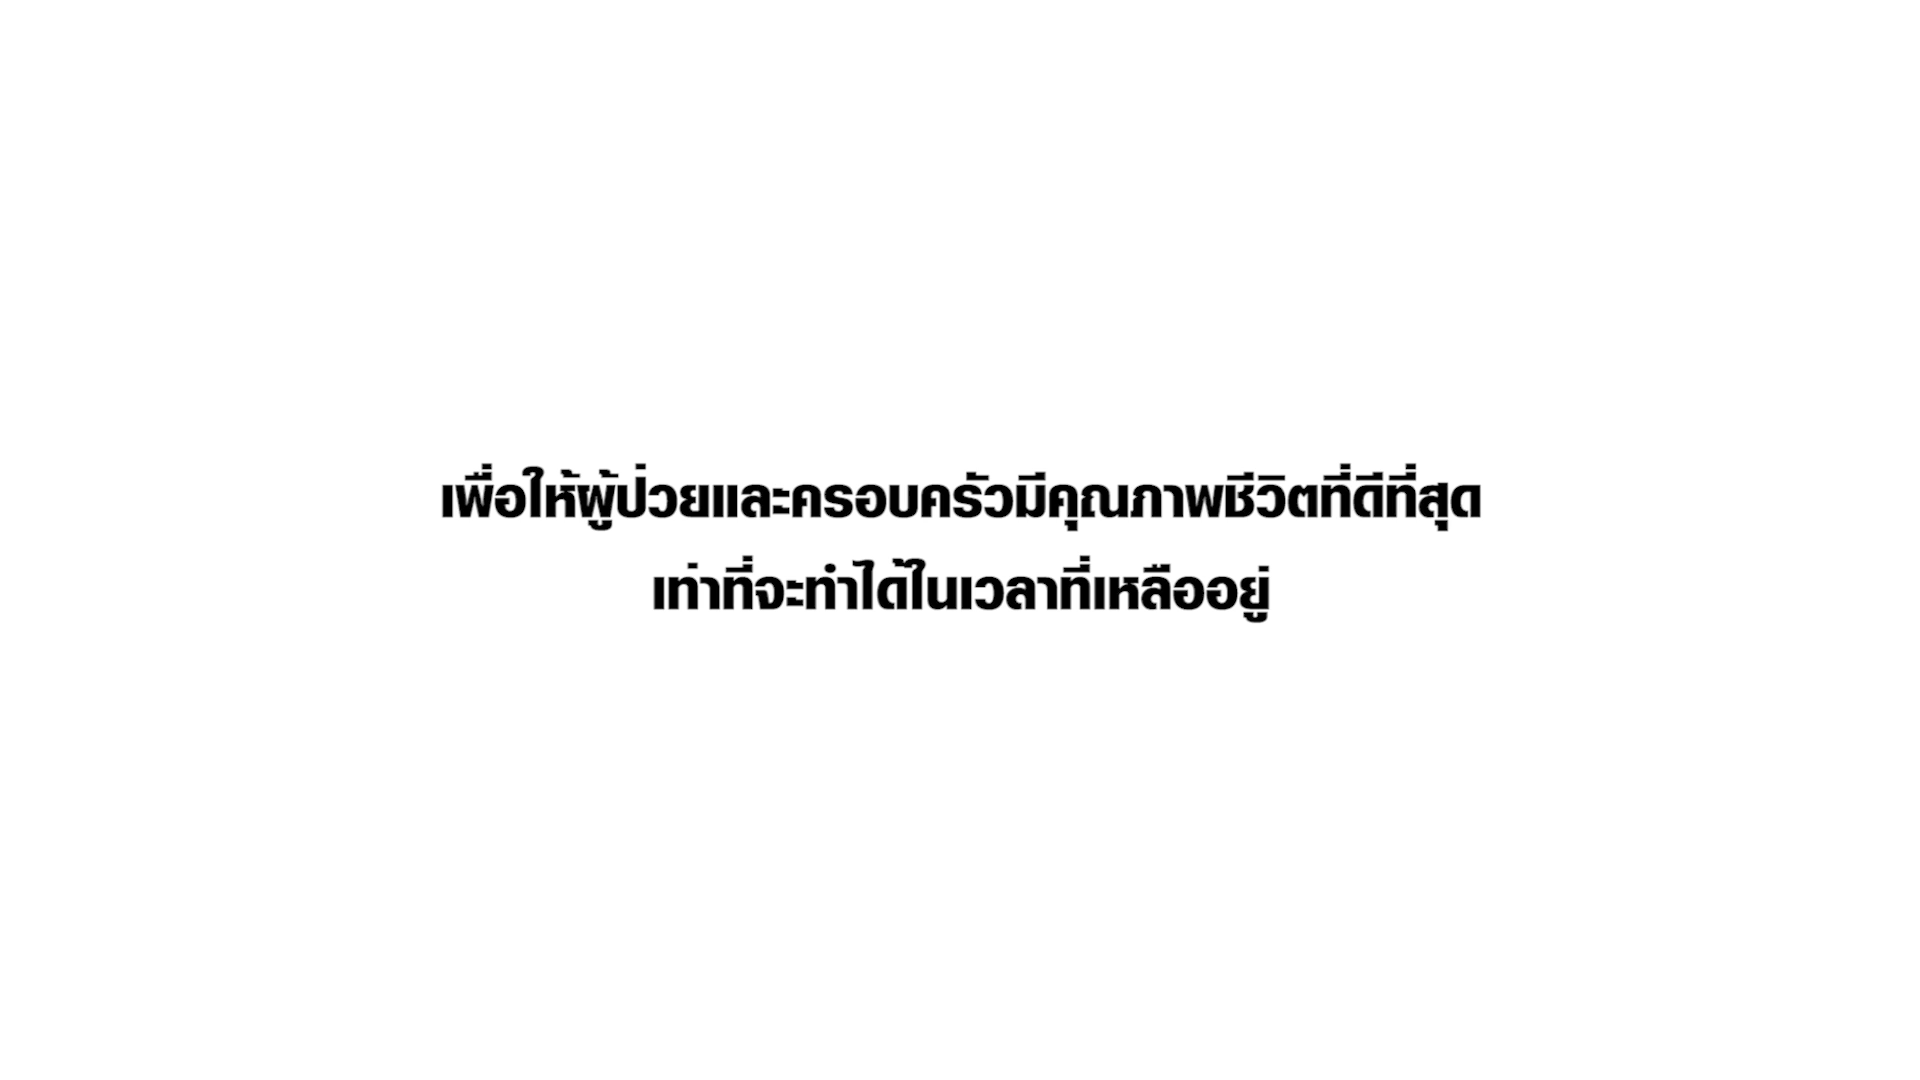 เพื่อให้ผู้ป่วยและครอบครัวมีคุณภาพชีวิตที่ดีที่สุด
เท่าที่จะทำได้ในเวลาที่เหลืออยู่